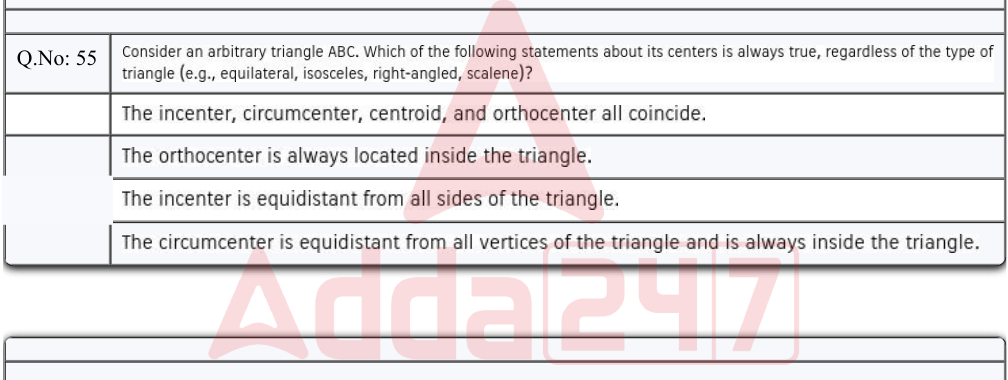 Q.No: 55
Consider an arbitrary triangle ABC. Which of the following statements about its centers is always true, regardless of the type of
triangle (e.g., equilateral, isosceles, right-angled, scalene)?
The incenter, circumcenter, centroid, and orthocenter all coincide.
The orthocenter is always located inside the triangle.
The incenter is equidistant from all sides of the triangle.
The circumcenter is equidistant from all vertices of the triangle and is always inside the triangle.
Adda247